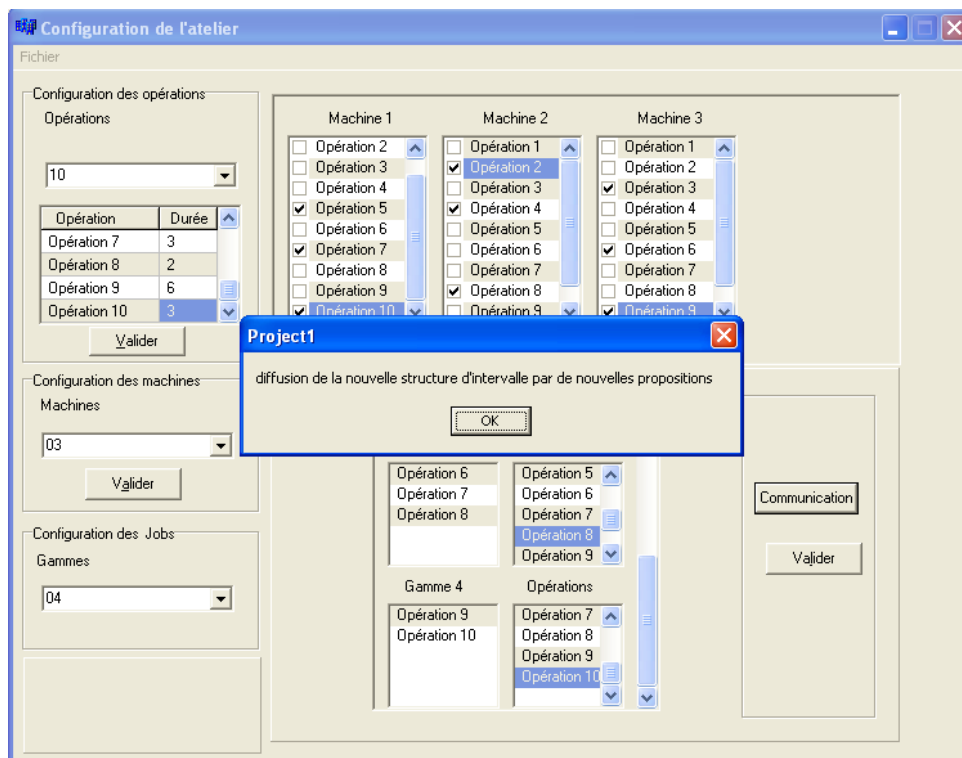 Configuration de l'atelier
Fichier
Configuration des opérations
Opérations
10
Opération Durée
Opération 7 3
Opération 8 2
Opération 9 6
Opération 10 3
Valider
Configuration des machines
Machines
03
Valider
Configuration des Jobs
Gammes
04
Machine 1
Opération 2
Opération 3
Opération 4
Opération 5
Opération 6
Opération 7
Opération 8
Opération 9
Opération 10
Machine 2
Opération 1
Opération 2
Opération 3
Opération 4
Opération 5
Opération 6
Opération 7
Opération 8
Opération 9
Machine 3
Opération 1
Opération 2
Opération 3
Opération 4
Opération 5
Opération 6
Opération 7
Opération 8
Opération 9
Project1
diffusion de la nouvelle structure d'intervalle par de nouvelles propositions
OK
Opération 6
Opération 7
Opération 8
Opération 5
Opération 6
Opération 7
Opération 8
Opération 9
Gamme 4
Opération 9
Opération 10
Opérations
Opération 7
Opération 8
Opération 9
Opération 10
Communication
Valider